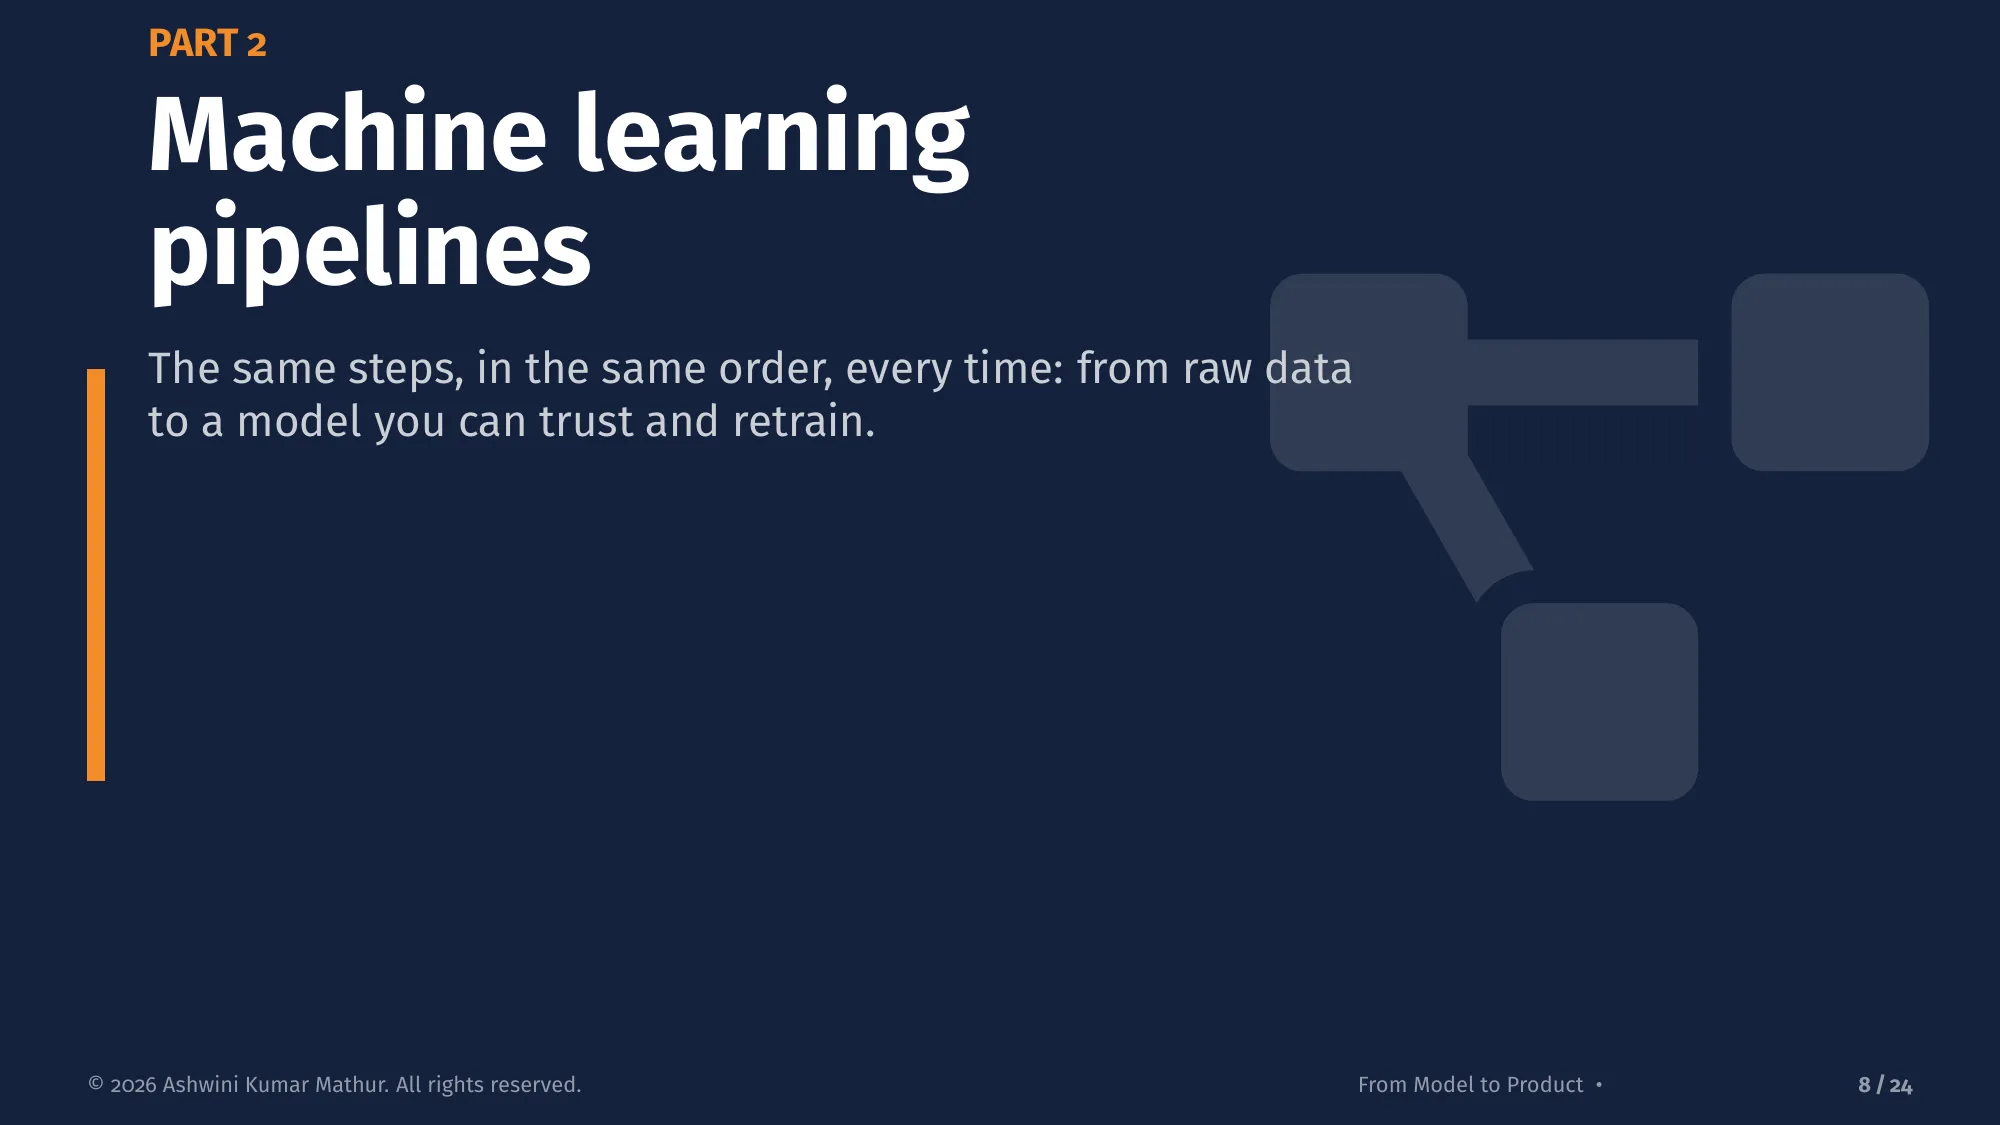 PART 2
Machine learning
pipelines
The same steps, in the same order, every time: from raw data
to a model you can trust and retrain.
© 2026 Ashwini Kumar Mathur. All rights reserved.
From Model to Product •
8 / 24